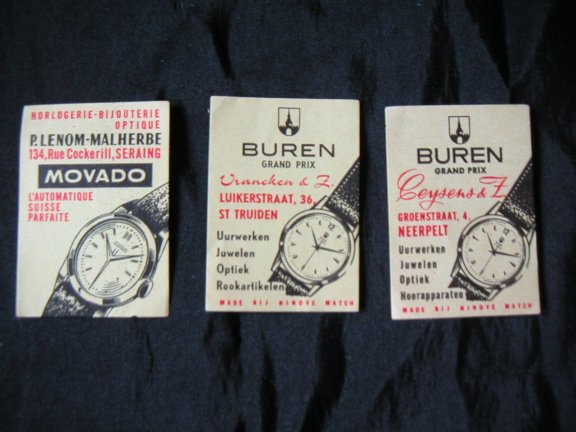 HORLOGERIE-BIJOUTERIE
OPTIQUE
P. LENOM-MALHERBE
134, Rue Cockerill, SERAING
MOVADO
L'AUTOMATIQUE
SUISSE
PARFAITE
BUREN
GRAND PRIX
Vrancken & Z.
LUIKERSTRAAT, 36,
ST TRUIDEN
Uurwerken
Juwelen
Optiek
Rookartikelen
MADE BIJ NINOVE MATCH
BUREN
GRAND PRIX
Ceysens & Z
GROENSTRAAT, 4,
NEERPELT
Uurwerken
Juwelen
Optiek
Hoorapparaten
MADE BIJ NINOVE MATCH